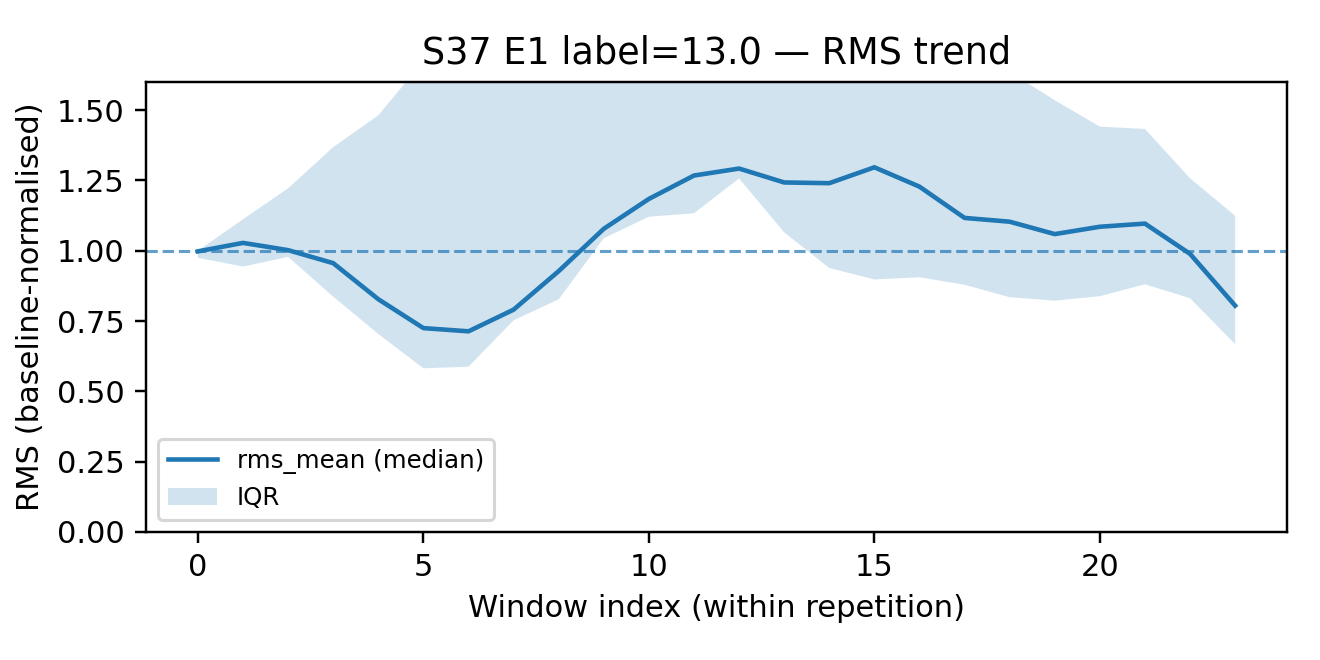 S37 E1 label=13.0 — RMS trend
RMS (baseline-normalised)
1.50
1.25
1.00
0.75
0.50
0.25
0.00
rms_mean (median)
IQR
0 5 10 15 20
Window index (within repetition)